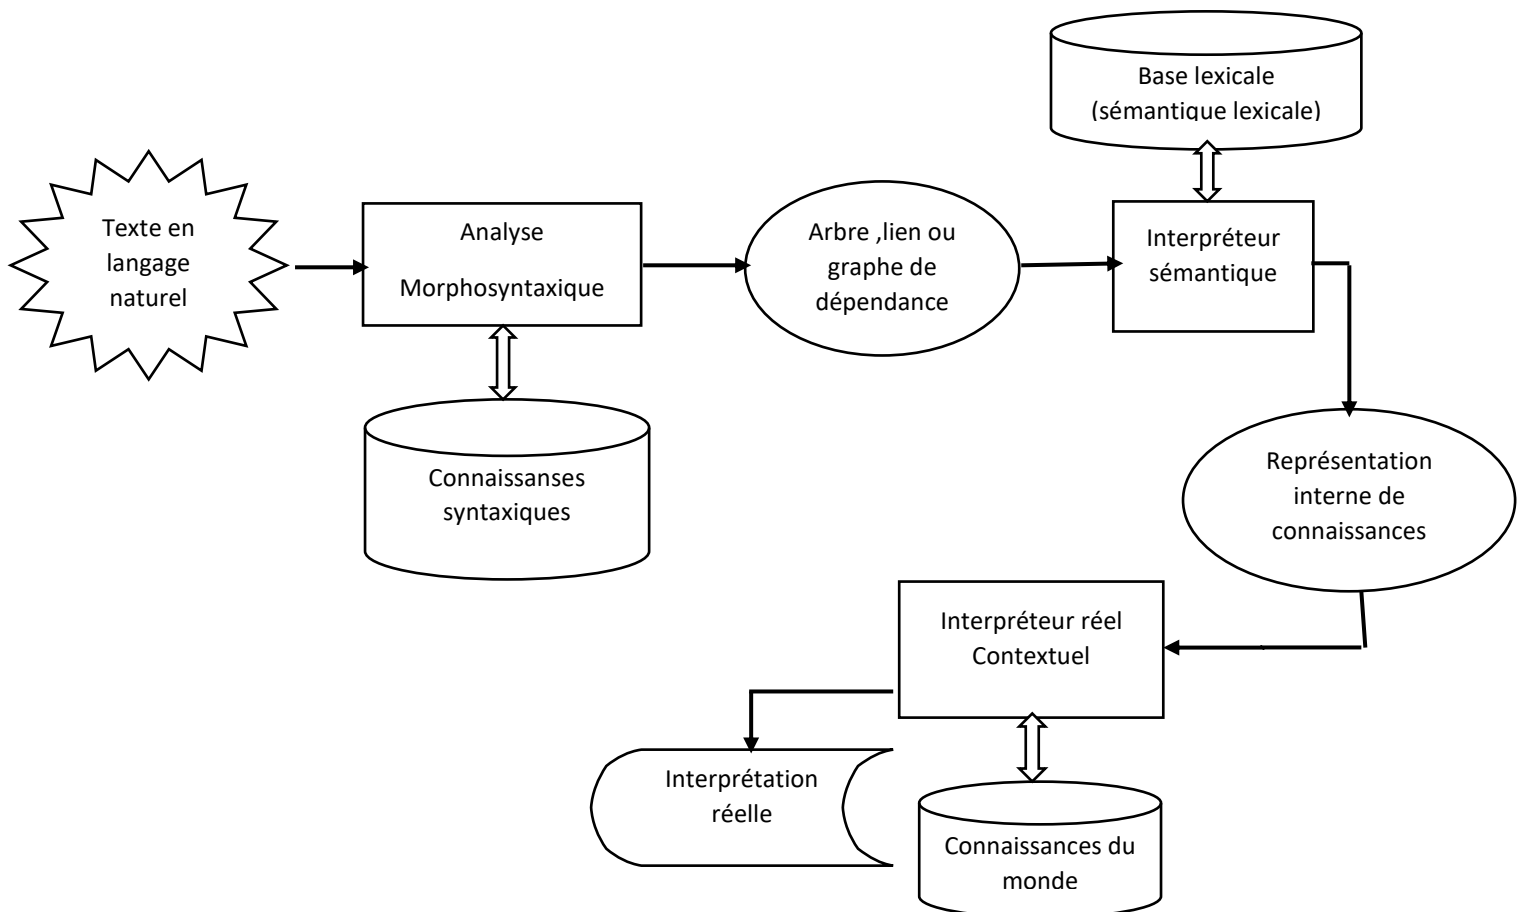 Base lexicale
(sémantique lexicale)
Texte en
langage
naturel
Analyse
Morphosyntaxique
Arbre ,lien ou
graphe de
dépendance
Interpréteur
sémantique
Connaissanses
syntaxiques
Représentation
interne de
connaissances
Interpréteur réel
Contextuel
Interprétation
réelle
Connaissances du
monde